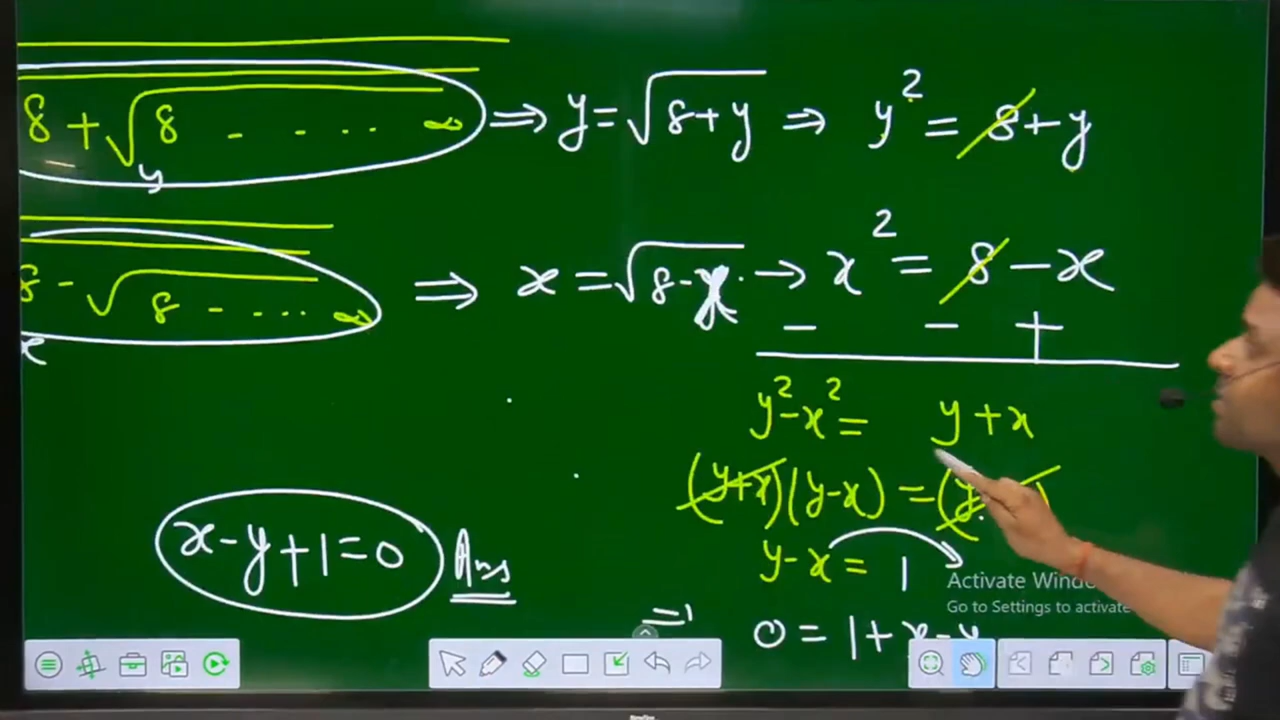 8 + √8 - - ... ∞ ⇒ y = √8+y ⇒ y² = 8 + y
y
8 - √8 - .... ∞ ⇒ x = √8-x → x² = 8 - x
x
- - +
y² - x² = y + x
(y+x)(y-x) = (y
y - x = 1
x - y + 1 = 0 Ans
⇒ 0 = 1 + x - y
Activate Windo
Go to Settings to activate